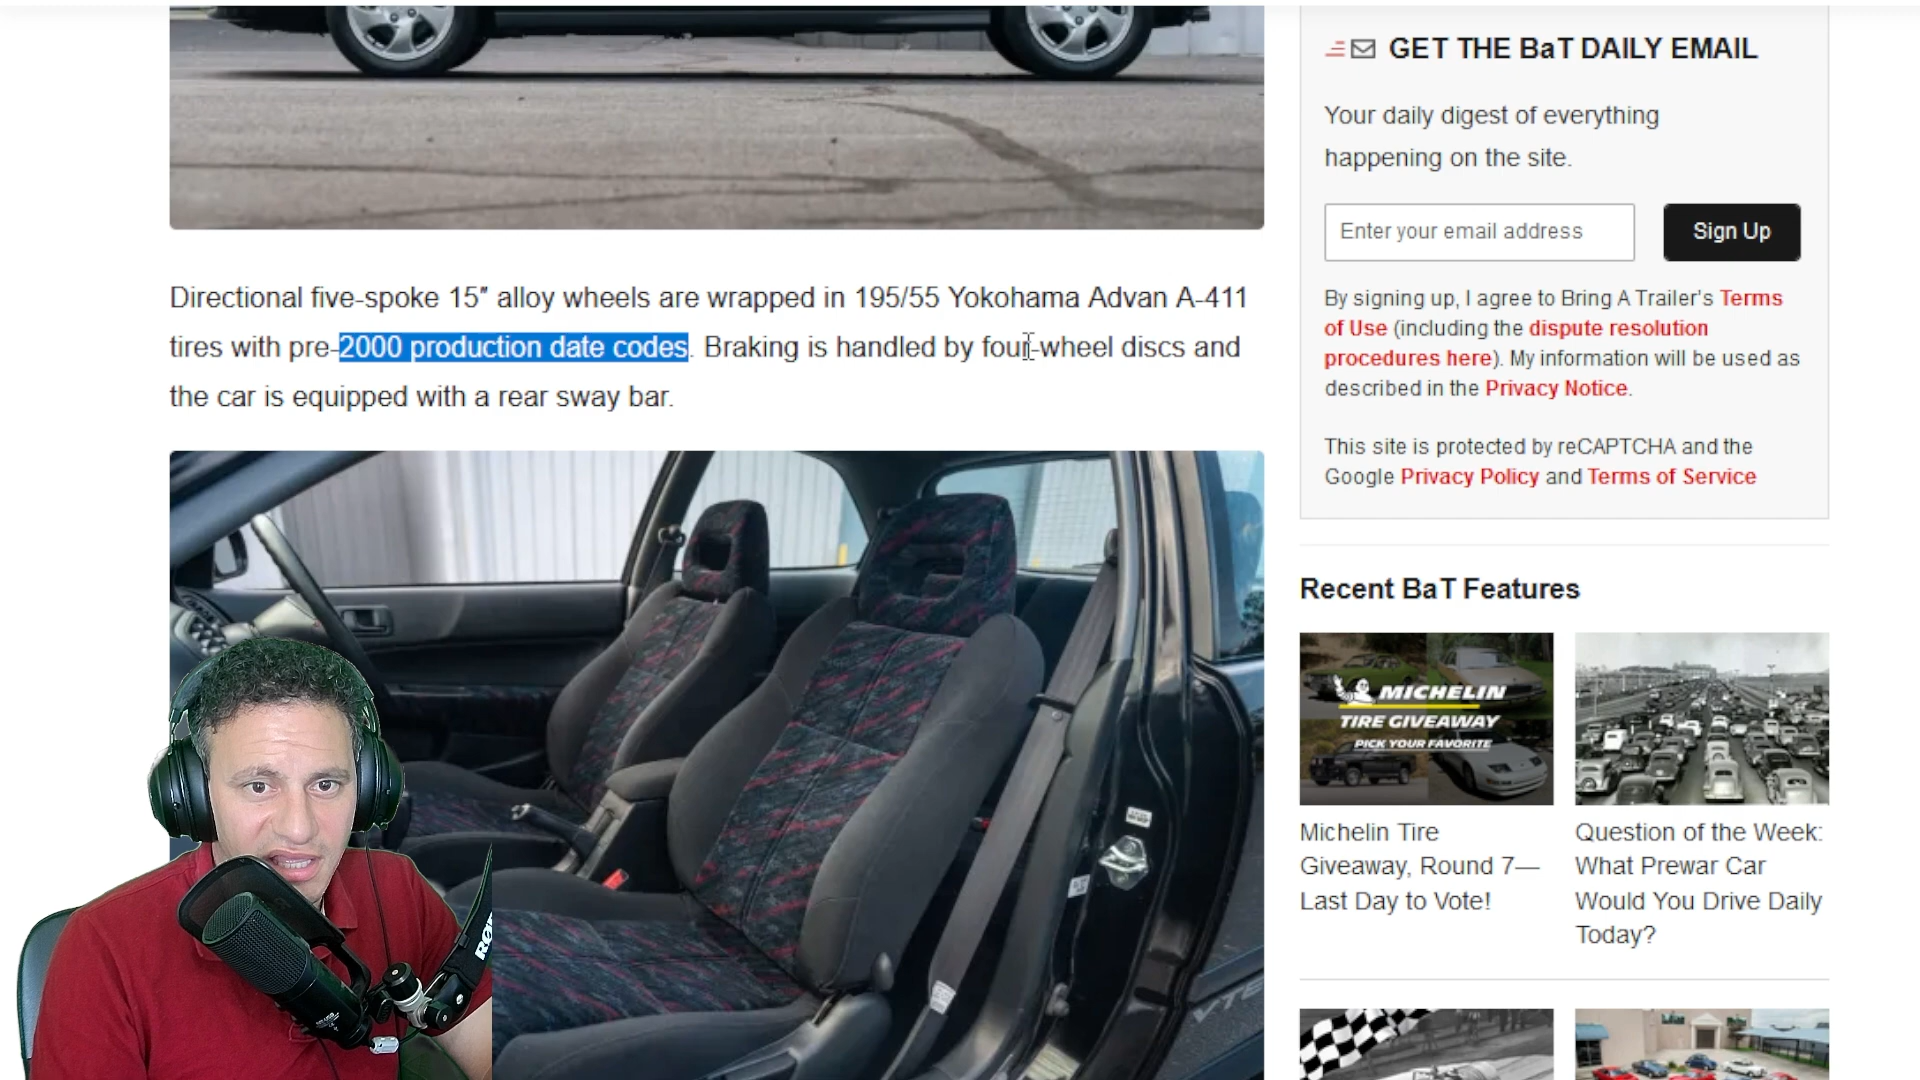 GET THE BaT DAILY EMAIL
Your daily digest of everything
happening on the site.
Enter your email address
Sign Up
By signing up, I agree to Bring A Trailer's Terms
of Use (including the dispute resolution
procedures here). My information will be used as
described in the Privacy Notice.
This site is protected by reCAPTCHA and the
Google Privacy Policy and Terms of Service
Directional five-spoke 15″ alloy wheels are wrapped in 195/55 Yokohama Advan A-411
tires with pre-2000 production date codes. Braking is handled by four-wheel discs and
the car is equipped with a rear sway bar.
Recent BaT Features
MICHELIN
TIRE GIVEAWAY
PICK YOUR FAVORITE
Michelin Tire
Giveaway, Round 7—
Last Day to Vote!
Question of the Week:
What Prewar Car
Would You Drive Daily
Today?